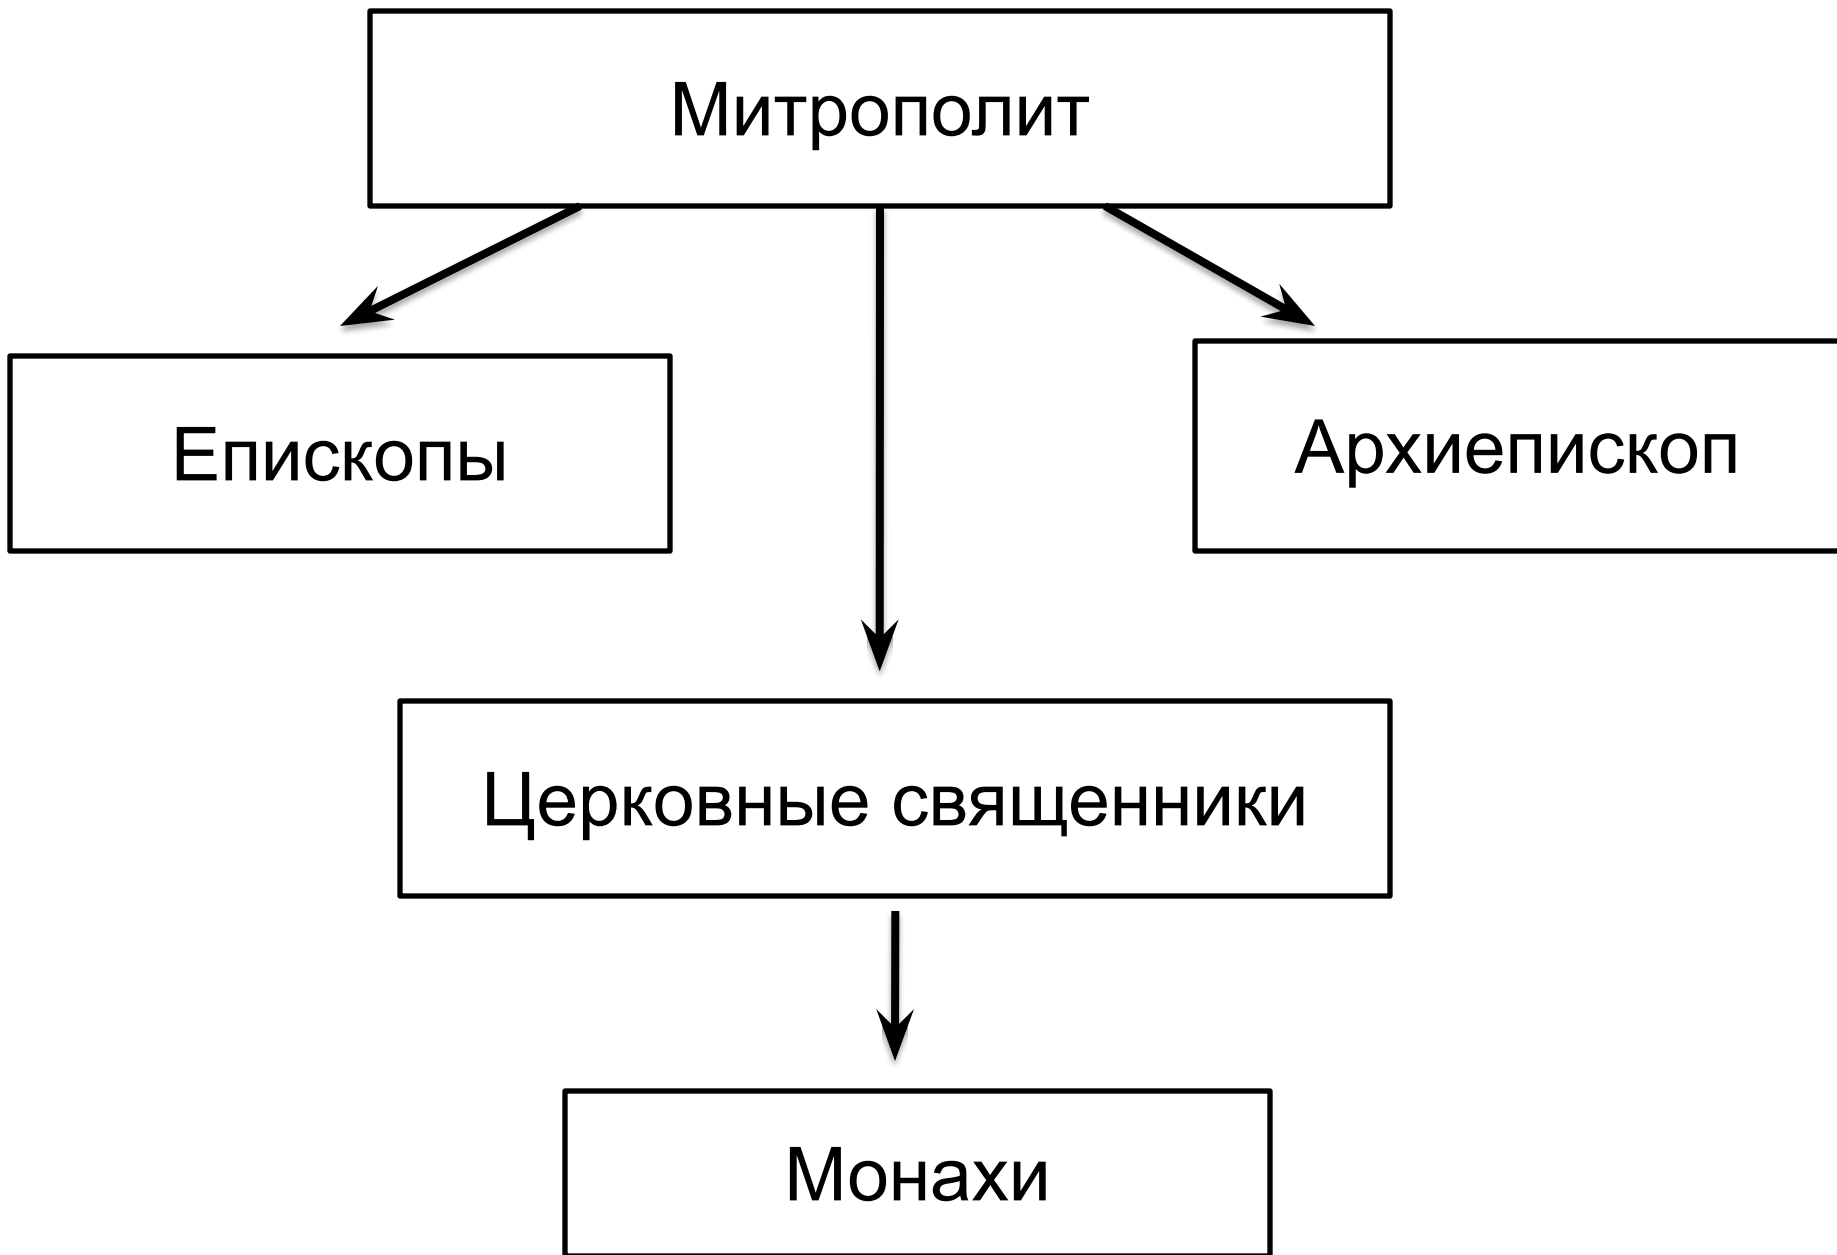 Митрополит
Епископы
Архиепископ
Церковные священники
Монахи